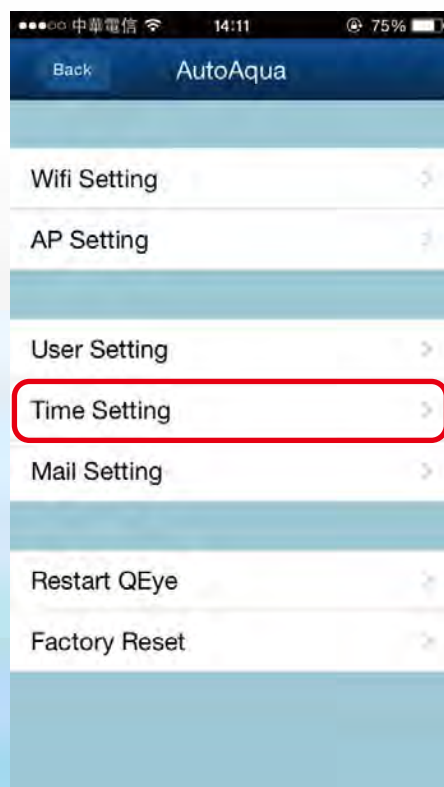 中華電信 14:11 75%
Back AutoAqua
Wifi Setting
AP Setting
User Setting
Time Setting
Mail Setting
Restart QEye
Factory Reset